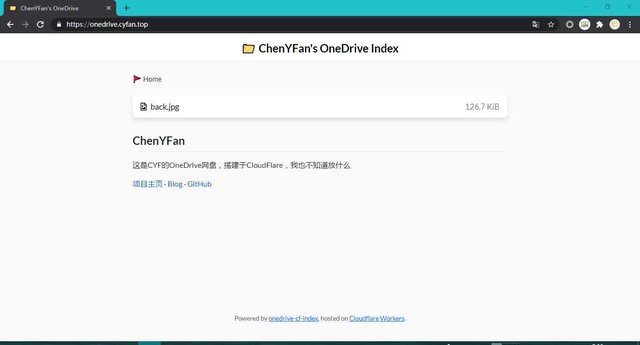 ChenYFan's OneDrive
https://onedrive.cyfan.top
ChenYFan's OneDrive Index
Home
back.jpg 126.7 KiB
ChenYFan
这是CYF的OneDrive网盘，搭建于CloudFlare，我也不知道放什么
项目主页 · Blog · GitHub
Powered by onedrive-cf-index, hosted on Cloudflare Workers.